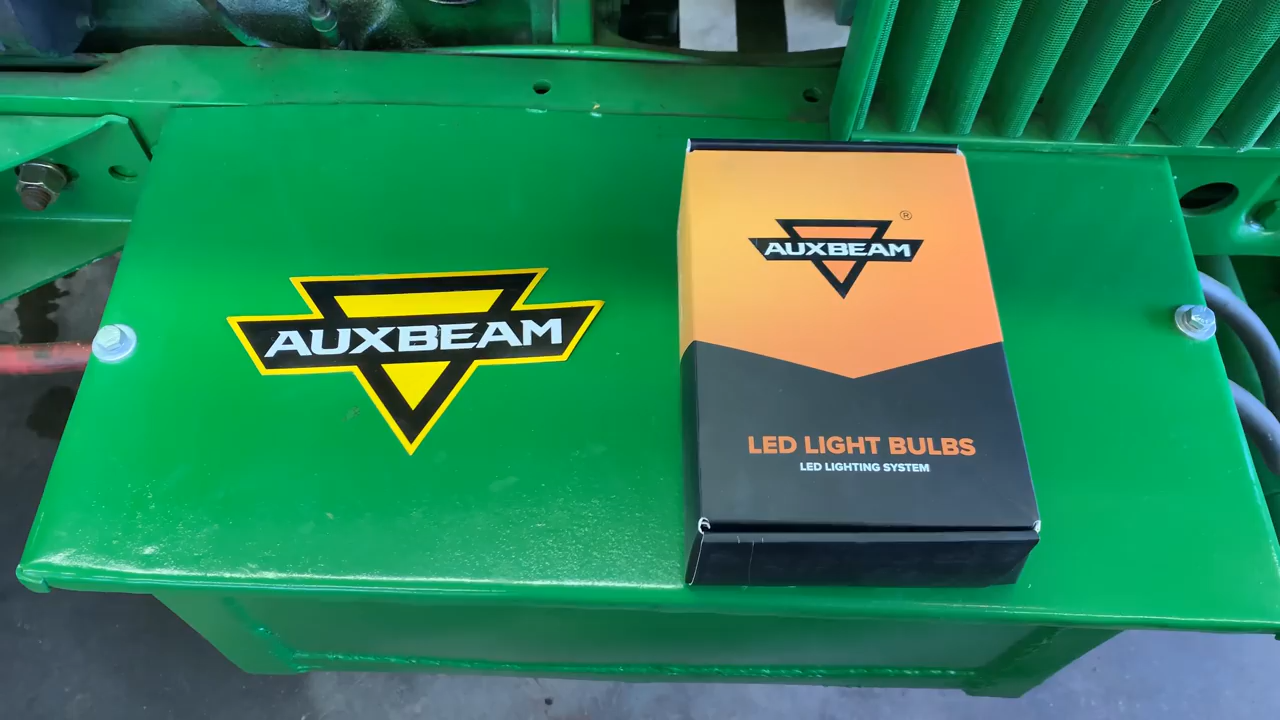 AUXBEAM
®
AUXBEAM
LED LIGHT BULBS
LED LIGHTING SYSTEM